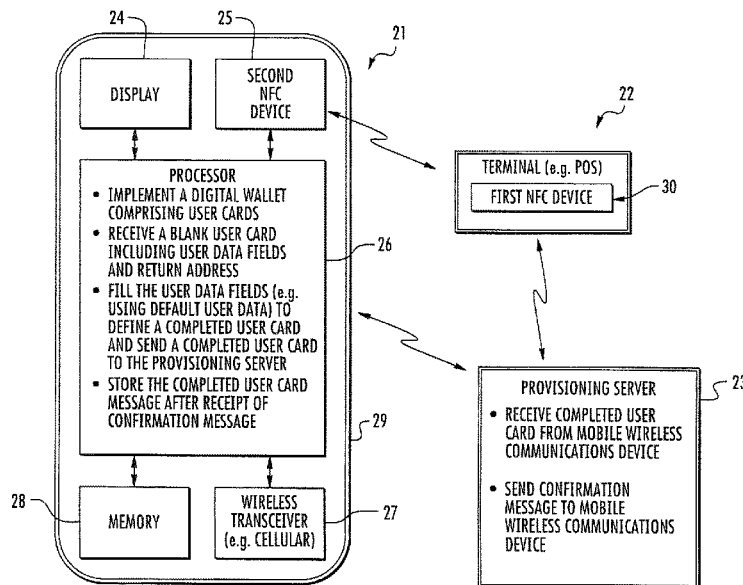 24
25
21
DISPLAY
SECOND
NFC
DEVICE
22
TERMINAL (e.g. POS)
FIRST NFC DEVICE
30
PROCESSOR
• IMPLEMENT A DIGITAL WALLET
COMPRISING USER CARDS
• RECEIVE A BLANK USER CARD
INCLUDING USER DATA FIELDS
AND RETURN ADDRESS
• FILL THE USER DATA FIELDS (e.g.
USING DEFAULT USER DATA) TO
DEFINE A COMPLETED USER CARD
AND SEND A COMPLETED USER CARD
TO THE PROVISIONING SERVER
• STORE THE COMPLETED USER CARD
MESSAGE AFTER RECEIPT OF
CONFIRMATION MESSAGE
26
PROVISIONING SERVER
23
• RECEIVE COMPLETED USER
CARD FROM MOBILE WIRELESS
COMMUNICATIONS DEVICE
• SEND CONFIRMATION
MESSAGE TO MOBILE
WIRELESS COMMUNICATIONS
DEVICE
29
28
MEMORY
WIRELESS
TRANSCEIVER
(e.g. CELLULAR)
27